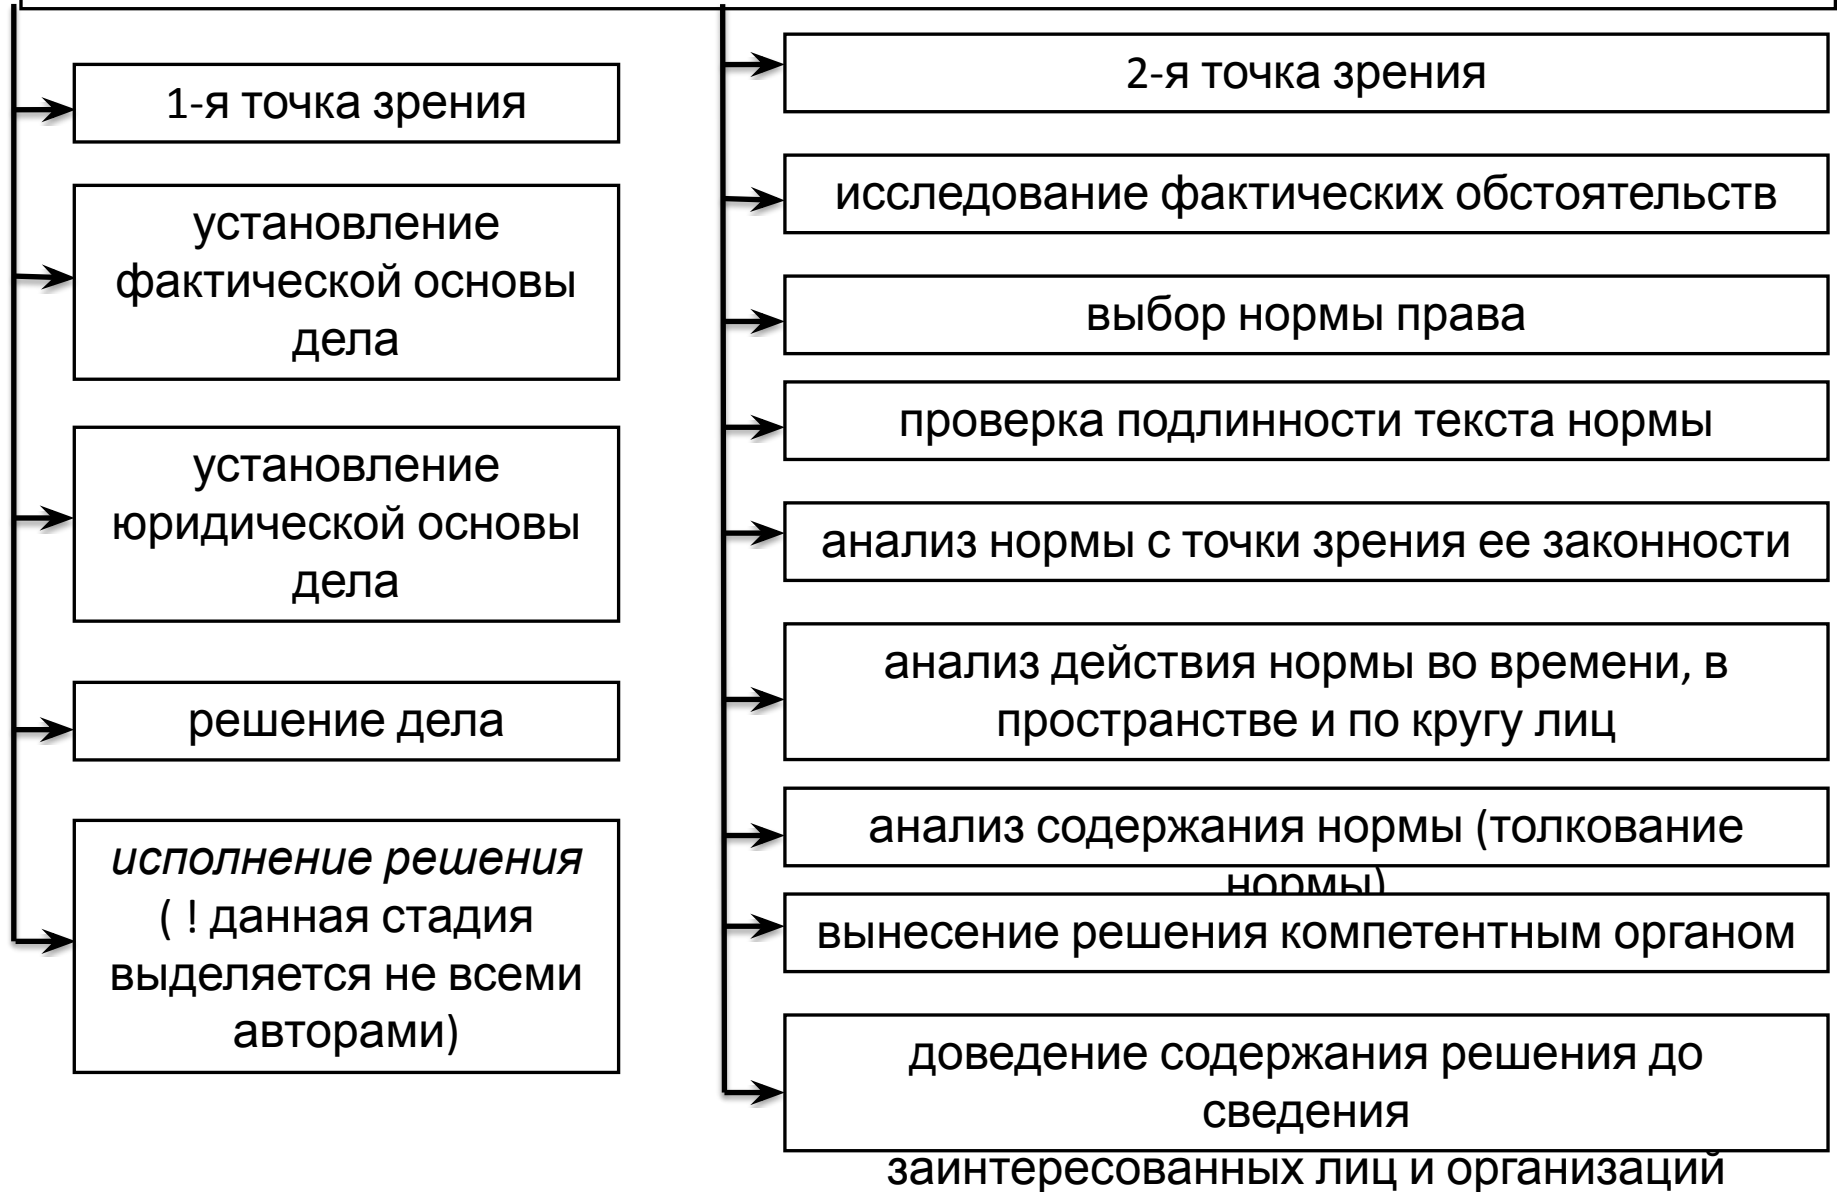 1-я точка зрения
установление
фактической основы
дела
установление
юридической основы
дела
решение дела
исполнение решения
( ! данная стадия
выделяется не всеми
авторами)
2-я точка зрения
исследование фактических обстоятельств
выбор нормы права
проверка подлинности текста нормы
анализ нормы с точки зрения ее законности
анализ действия нормы во времени, в
пространстве и по кругу лиц
анализ содержания нормы (толкование
нормы)
вынесение решения компетентным органом
доведение содержания решения до
сведения
заинтересованных лиц и организаций